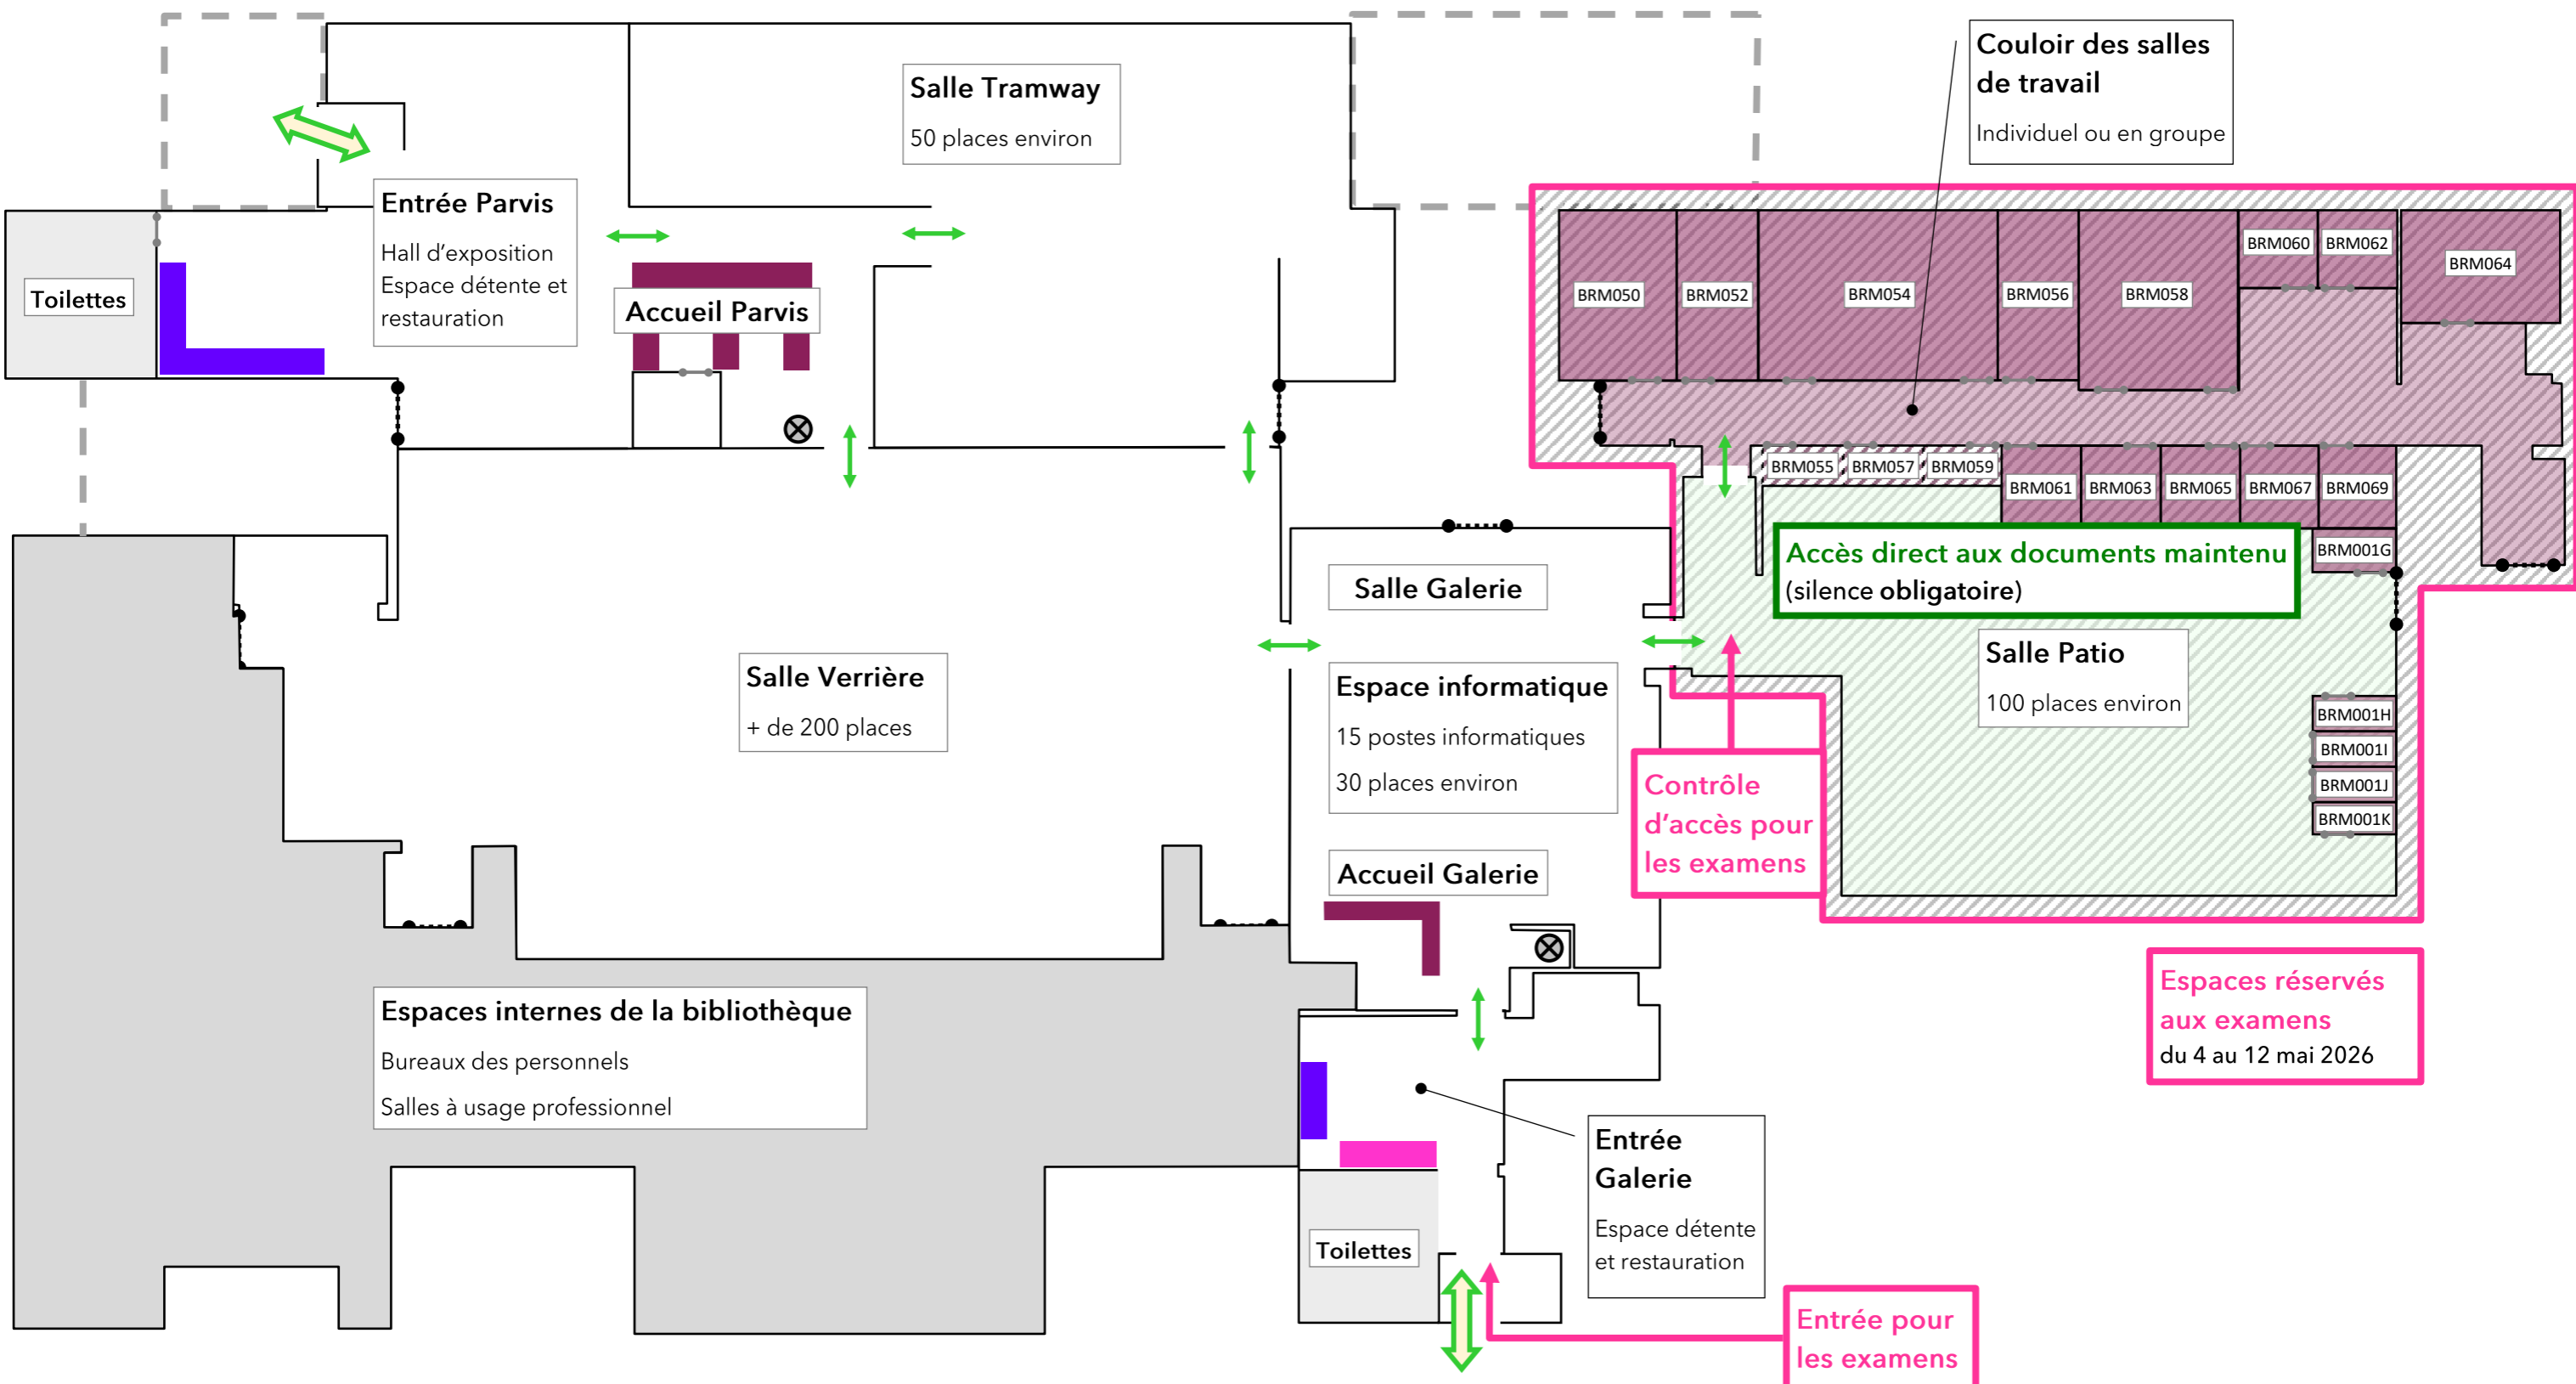 Salle Tramway
50 places environ
Couloir des salles
de travail
Individuel ou en groupe
Entrée Parvis
Hall d'exposition
Espace détente et
restauration
Toilettes
Accueil Parvis
BRM050
BRM052
BRM054
BRM056
BRM058
BRM060
BRM062
BRM064
BRM055
BRM057
BRM059
BRM061
BRM063
BRM065
BRM067
BRM069
BRM001G
Accès direct aux documents maintenu
(silence obligatoire)
Salle Galerie
Salle Verrière
+ de 200 places
Espace informatique
15 postes informatiques
30 places environ
Salle Patio
100 places environ
BRM001H
BRM001I
BRM001J
BRM001K
Contrôle
d'accès pour
les examens
Accueil Galerie
Espaces réservés
aux examens
du 4 au 12 mai 2026
Espaces internes de la bibliothèque
Bureaux des personnels
Salles à usage professionnel
Entrée
Galerie
Espace détente
et restauration
Toilettes
Entrée pour
les examens